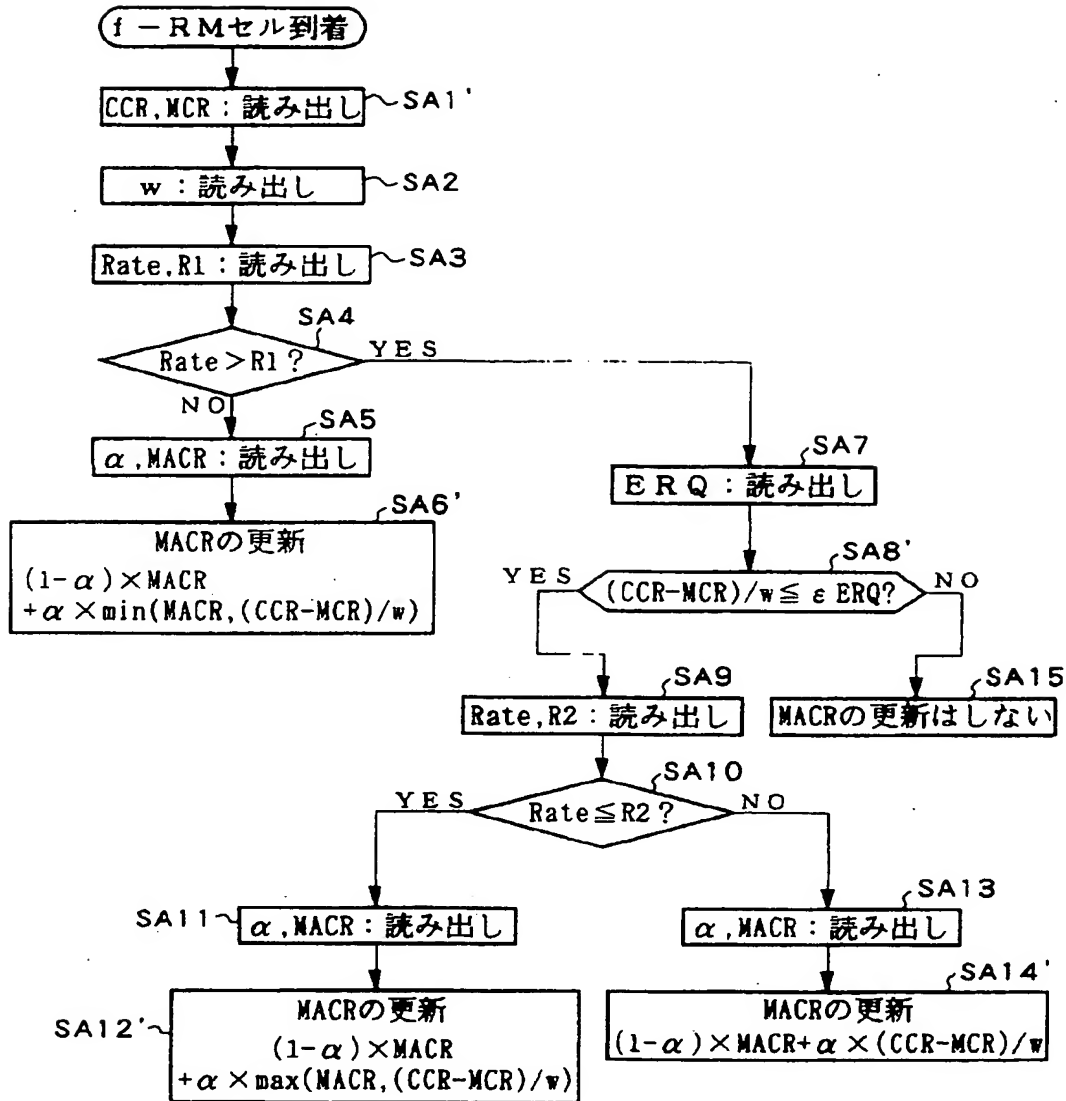 f－RMセル到着
CCR,MCR：読み出し
SA1'
w：読み出し
SA2
Rate,R1：読み出し
SA3
SA4
Rate＞R1？
YES
NO
SA5
α,MACR：読み出し
SA6'
MACRの更新
(1-α)×MACR
+α×min(MACR,(CCR-MCR)/w)
SA7
ERQ：読み出し
SA8'
YES
(CCR-MCR)/w≦εERQ?
NO
SA9
Rate,R2：読み出し
SA15
MACRの更新はしない
SA10
YES
Rate≦R2？
NO
SA11
α,MACR：読み出し
SA13
α,MACR：読み出し
SA12'
MACRの更新
(1-α)×MACR
+α×max(MACR,(CCR-MCR)/w)
SA14'
MACRの更新
(1-α)×MACR+α×(CCR-MCR)/w